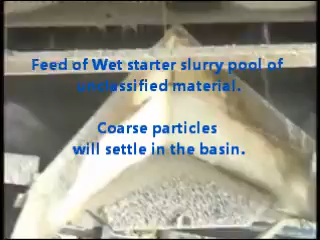 Feed of Wet starter slurry pool of
unclassified material.
Coarse particles
will settle in the basin.